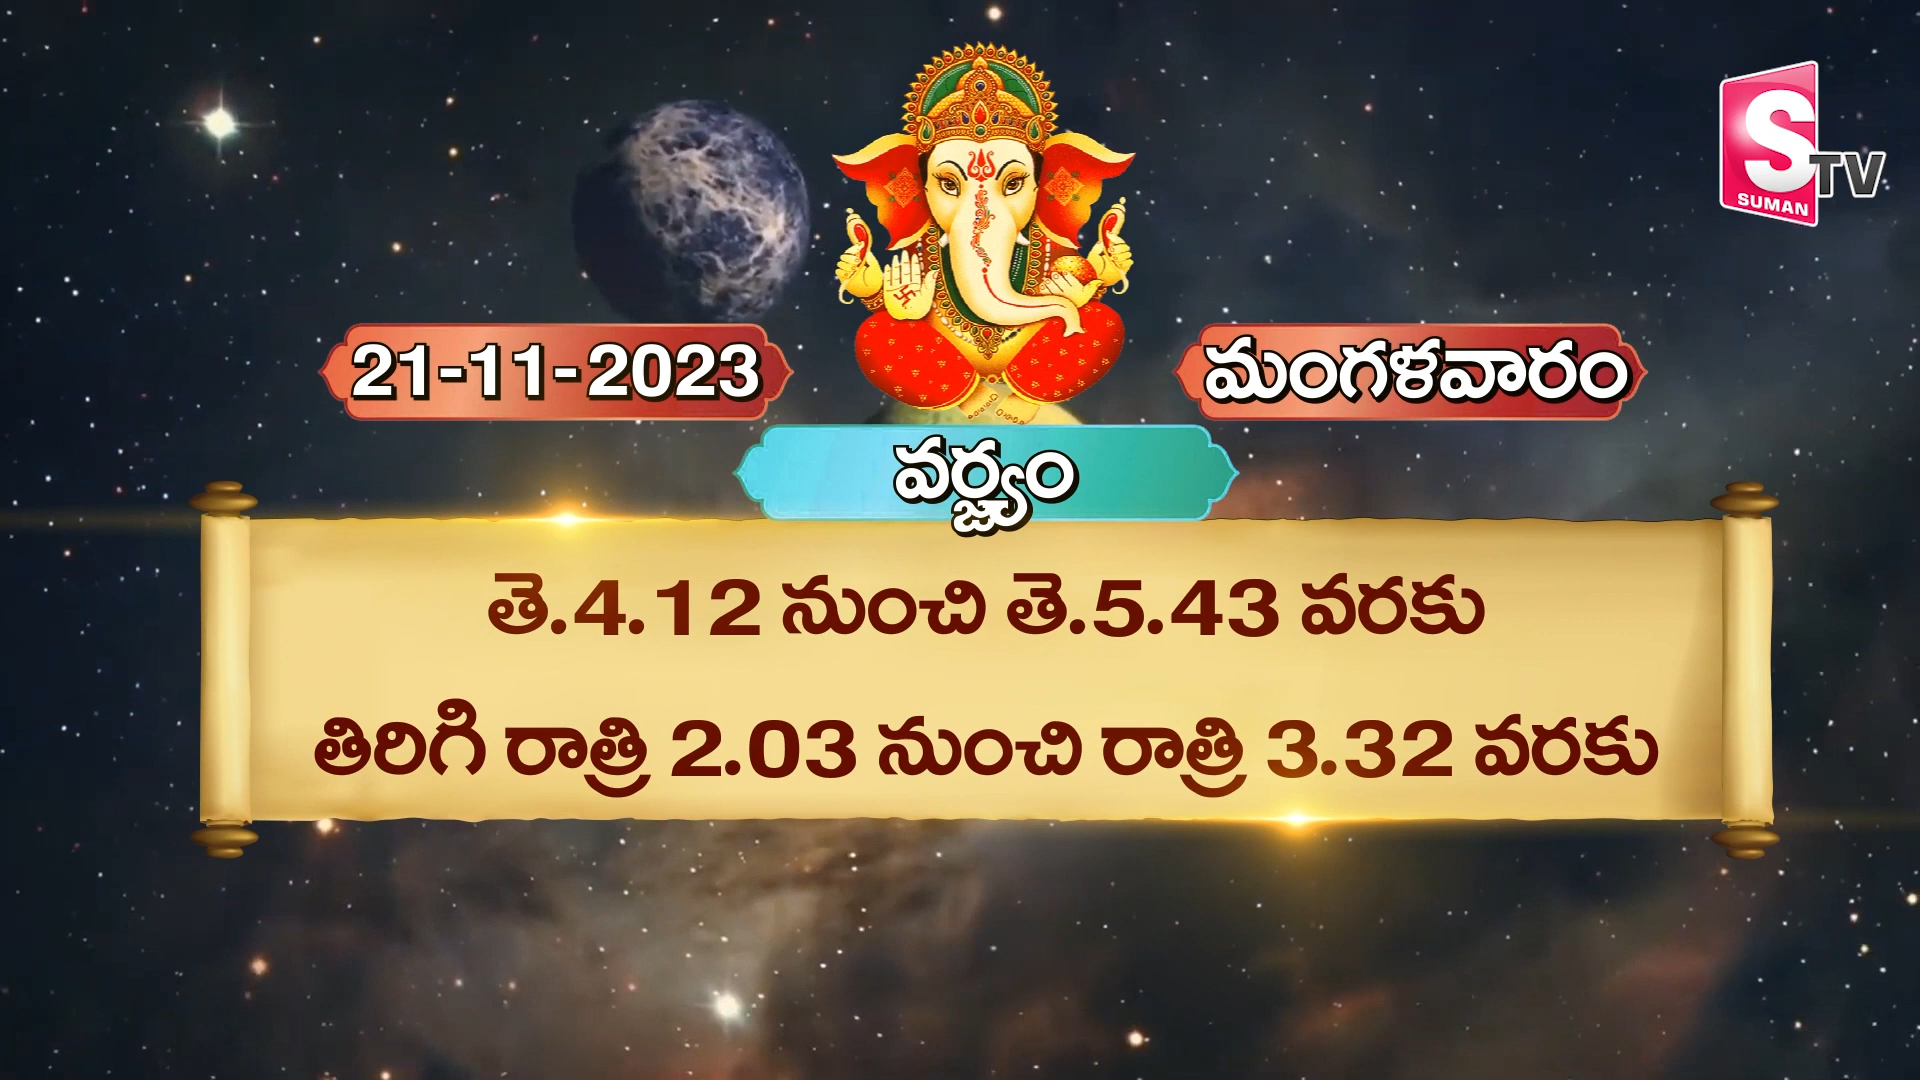 S TV
SUMAN
21-11-2023
మంగళవారం
వర్జ్యం
తె.4.12 నుంచి తె.5.43 వరకు
తిరిగి రాత్రి 2.03 నుంచి రాత్రి 3.32 వరకు